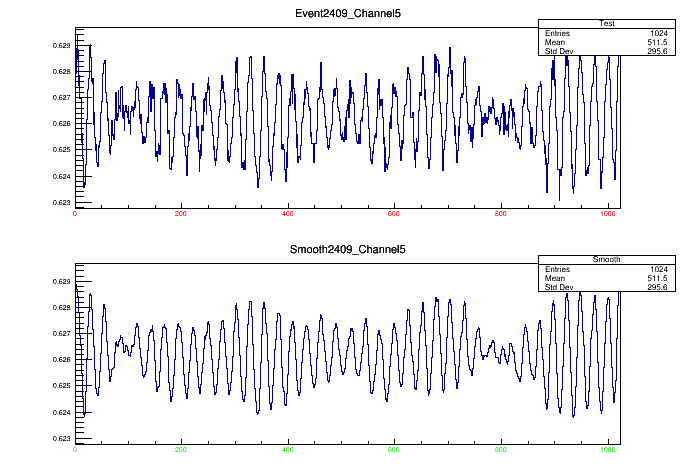 Event2409_Channel5
Test
Entries 1024
Mean 511.5
Std Dev 295.6
0.629
0.628
0.627
0.626
0.625
0.624
0.623
0 200 400 600 800 1000
Smooth2409_Channel5
Smooth
Entries 1024
Mean 511.5
Std Dev 295.6
0.629
0.628
0.627
0.626
0.625
0.624
0.623
0 200 400 600 800 1000